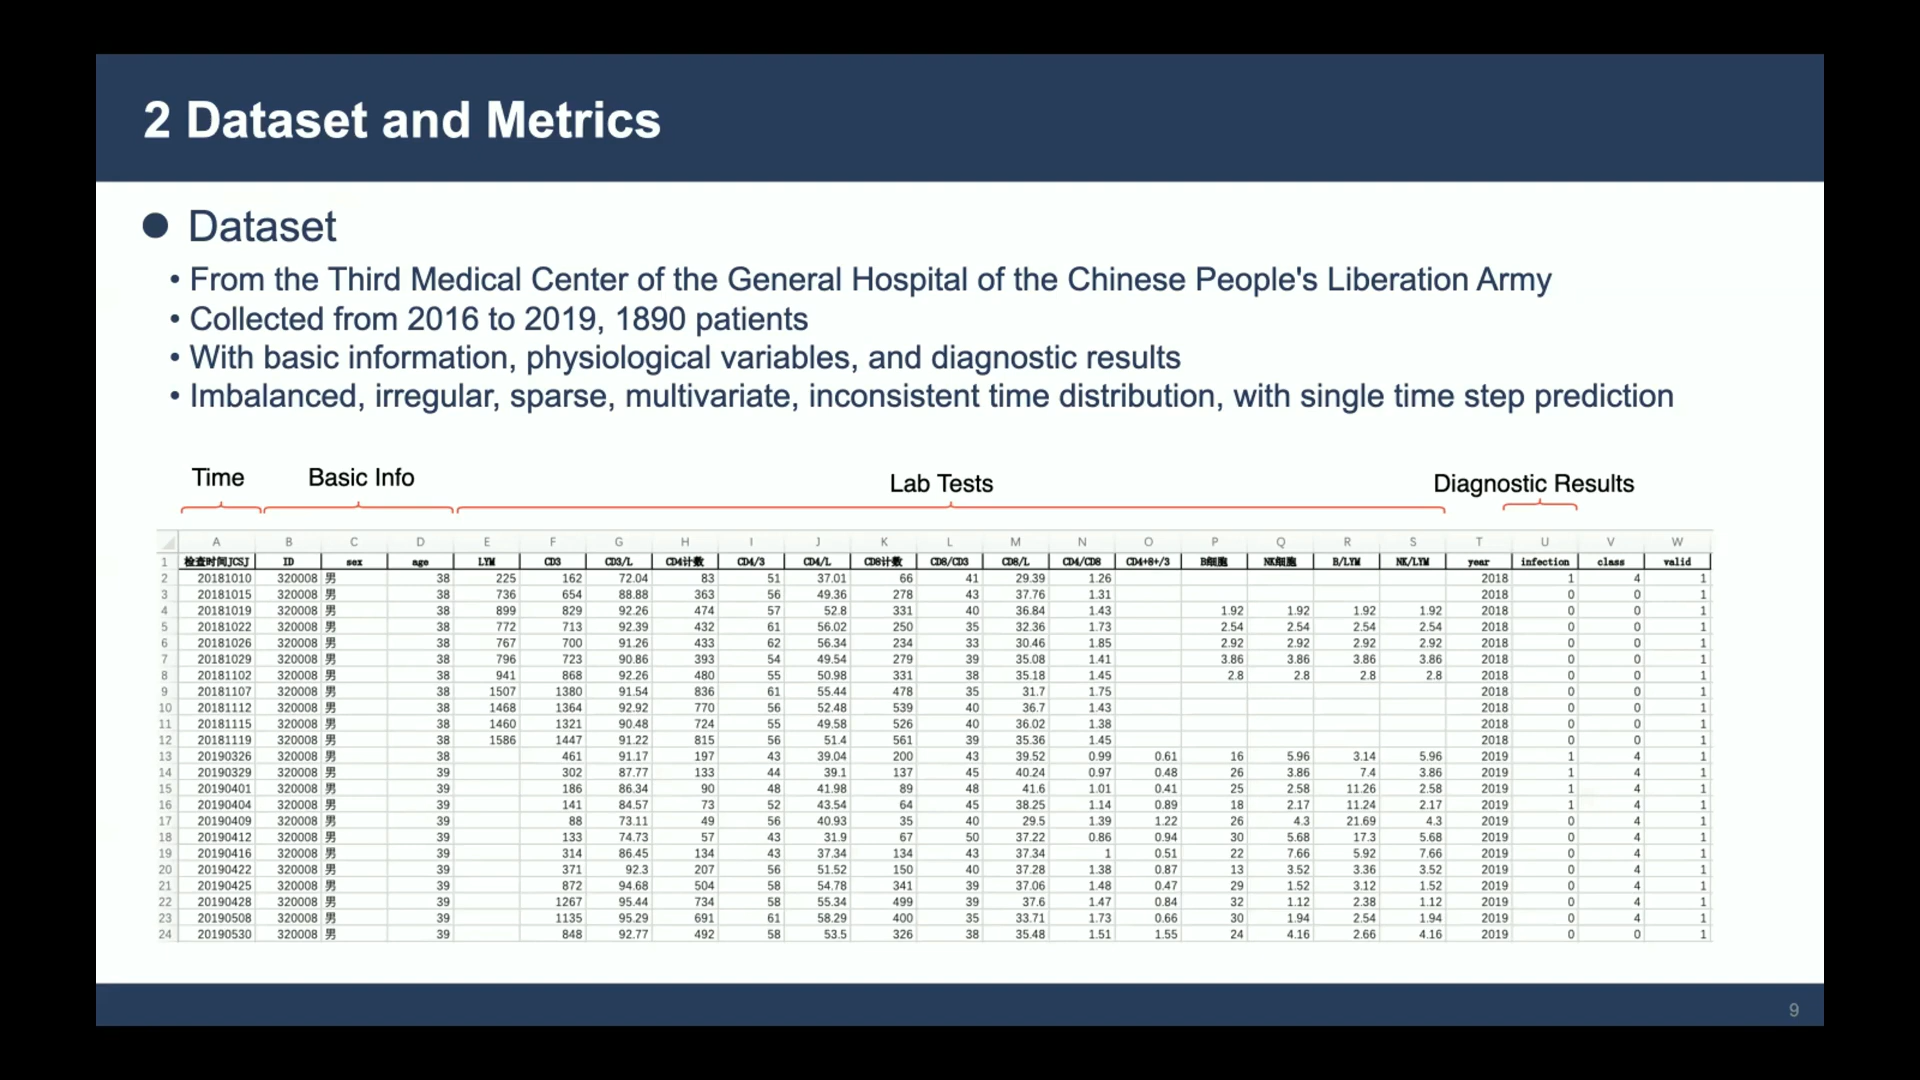 2 Dataset and Metrics
● Dataset
• From the Third Medical Center of the General Hospital of the Chinese People's Liberation Army
• Collected from 2016 to 2019, 1890 patients
• With basic information, physiological variables, and diagnostic results
• Imbalanced, irregular, sparse, multivariate, inconsistent time distribution, with single time step prediction
Time Basic Info Lab Tests Diagnostic Results
A B C D E F G H I J K L M N O P Q R S T U V W
1 检查时间JCSJ ID sex age LYM CD3 CD3/L CD4计数 CD4/3 CD4/L CD8计数 CD8/CD3 CD8/L CD4/CD8 CD4+8+/3 B细胞 NK细胞 B/LYM NK/LYM year infection class valid
2 20181010 320008 男 38 225 162 72.04 83 51 37.01 66 41 29.39 1.26 2018 1 4 1
3 20181015 320008 男 38 736 654 88.88 363 56 49.36 278 43 37.76 1.31 2018 0 0 1
4 20181019 320008 男 38 899 829 92.26 474 57 52.8 331 40 36.84 1.43 1.92 1.92 1.92 1.92 2018 0 0 1
5 20181022 320008 男 38 772 713 92.39 432 61 56.02 250 35 32.36 1.73 2.54 2.54 2.54 2.54 2018 0 0 1
6 20181026 320008 男 38 767 700 91.26 433 62 56.34 234 33 30.46 1.85 2.92 2.92 2.92 2.92 2018 0 0 1
7 20181029 320008 男 38 796 723 90.86 393 54 49.54 279 39 35.08 1.41 3.86 3.86 3.86 3.86 2018 0 0 1
8 20181102 320008 男 38 941 868 92.26 480 55 50.98 331 38 35.18 1.45 2.8 2.8 2.8 2.8 2018 0 0 1
9 20181107 320008 男 38 1507 1380 91.54 836 61 55.44 478 35 31.7 1.75 2018 0 0 1
10 20181112 320008 男 38 1468 1364 92.92 770 56 52.48 539 40 36.7 1.43 2018 0 0 1
11 20181115 320008 男 38 1460 1321 90.48 724 55 49.58 526 40 36.02 1.38 2018 0 0 1
12 20181119 320008 男 38 1586 1447 91.22 815 56 51.4 561 39 35.36 1.45 2018 0 0 1
13 20190326 320008 男 38 461 91.17 197 43 39.04 200 43 39.52 0.99 0.61 16 5.96 3.14 5.96 2019 1 4 1
14 20190329 320008 男 39 302 87.77 133 44 39.1 137 45 40.24 0.97 0.48 26 3.86 7.4 3.86 2019 1 4 1
15 20190401 320008 男 39 186 86.34 90 48 41.98 89 48 41.6 1.01 0.41 25 2.58 11.26 2.58 2019 1 4 1
16 20190404 320008 男 39 141 84.57 73 52 43.54 64 45 38.25 1.14 0.89 18 2.17 11.24 2.17 2019 1 4 1
17 20190409 320008 男 39 88 73.11 49 56 40.93 35 40 29.5 1.39 1.22 26 4.3 21.69 4.3 2019 0 4 1
18 20190412 320008 男 39 133 74.73 57 43 31.9 67 50 37.22 0.86 0.94 30 5.68 17.3 5.68 2019 0 4 1
19 20190416 320008 男 39 314 86.45 134 43 37.34 134 43 37.34 1 0.51 22 7.66 5.92 7.66 2019 0 4 1
20 20190422 320008 男 39 371 92.3 207 56 51.52 150 40 37.28 1.38 0.87 13 3.52 3.36 3.52 2019 0 4 1
21 20190425 320008 男 39 872 94.68 504 58 54.78 341 39 37.06 1.48 0.47 29 1.52 3.12 1.52 2019 0 4 1
22 20190428 320008 男 39 1267 95.44 734 58 55.34 499 39 37.6 1.47 0.84 32 1.12 2.38 1.12 2019 0 4 1
23 20190508 320008 男 39 1135 95.29 691 61 58.29 400 35 33.71 1.73 0.66 30 1.94 2.54 1.94 2019 0 4 1
24 20190530 320008 男 39 848 92.77 492 58 53.5 326 38 35.48 1.51 1.55 24 4.16 2.66 4.16 2019 0 0 1
9